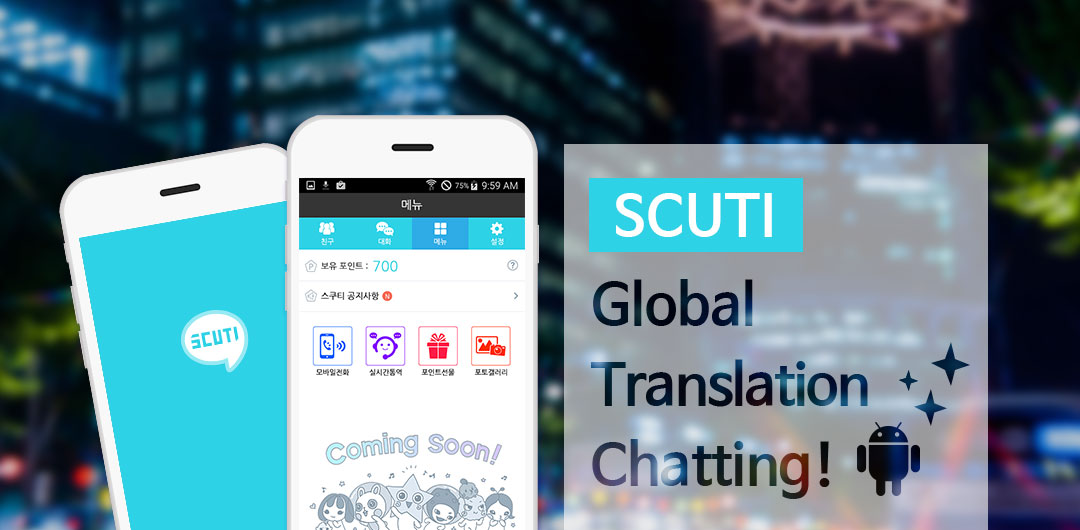 SCUTI
9:59 AM
75%
메뉴
친구 대화 메뉴 설정
보유 포인트 : 700
스쿠티 공지사항 N
모바일전화 실시간통역 포인트선물 포토갤러리
Coming Soon!
SCUTI
Global
Translation
Chatting!